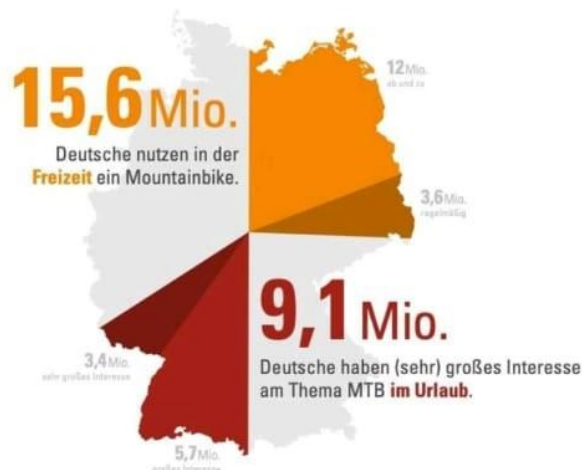 15,6 Mio.
Deutsche nutzen in der
Freizeit ein Mountainbike.
12 Mio.
ab und zu
3,6 Mio.
regelmäßig
9,1 Mio.
Deutsche haben (sehr) großes Interesse
am Thema MTB im Urlaub.
3,4 Mio.
sehr großes Interesse
5,7 Mio.
großes Interesse